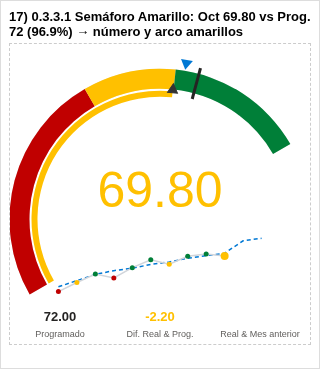 17) 0.3.3.1 Semáforo Amarillo: Oct 69.80 vs Prog.
72 (96.9%) → número y arco amarillos
69.80
72.00
-2.20
Programado
Dif. Real & Prog.
Real & Mes anterior